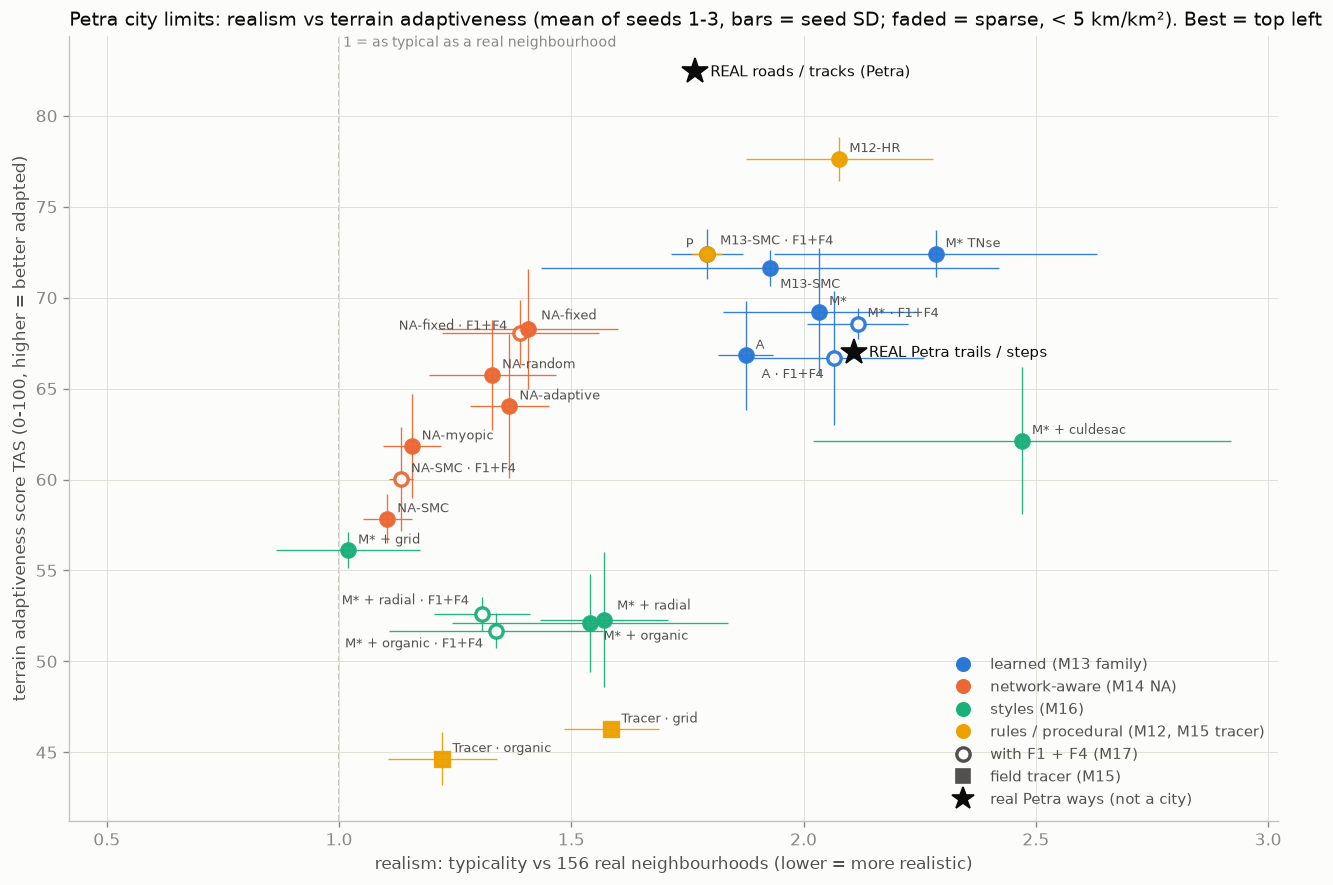 Petra city limits: realism vs terrain adaptiveness (mean of seeds 1-3, bars = seed SD; faded = sparse, < 5 km/km²). Best = top left
1 = as typical as a real neighbourhood
REAL roads / tracks (Petra)
M12-HR
P
M13-SMC · F1+F4
M* TNse
M13-SMC
M*
M* · F1+F4
NA-fixed
NA-fixed · F1+F4
A
REAL Petra trails / steps
NA-random
A · F1+F4
NA-adaptive
NA-myopic
M* + culdesac
NA-SMC · F1+F4
NA-SMC
M* + grid
M* + radial · F1+F4
M* + radial
M* + organic
M* + organic · F1+F4
Tracer · grid
Tracer · organic
learned (M13 family)
network-aware (M14 NA)
styles (M16)
rules / procedural (M12, M15 tracer)
with F1 + F4 (M17)
field tracer (M15)
real Petra ways (not a city)
80
75
70
65
60
55
50
45
terrain adaptiveness score TAS (0-100, higher = better adapted)
0.5 1.0 1.5 2.0 2.5 3.0
realism: typicality vs 156 real neighbourhoods (lower = more realistic)